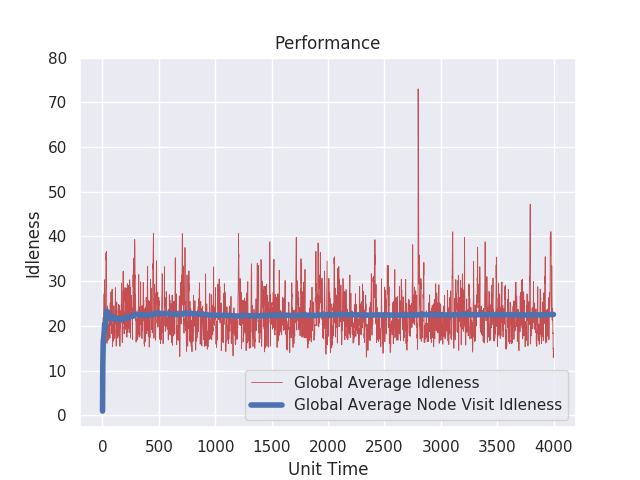 Performance
80
70
60
50
40
30
20
10
0
Idleness
Global Average Idleness
Global Average Node Visit Idleness
0 500 1000 1500 2000 2500 3000 3500 4000
Unit Time